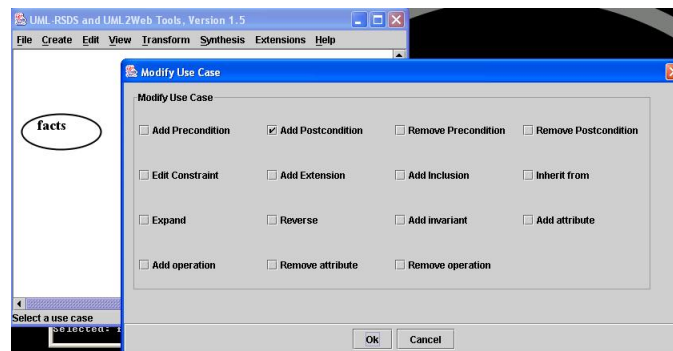 UML-RSDS and UML2Web Tools, Version 1.5
File Create Edit View Transform Synthesis Extensions Help
Modify Use Case
Modify Use Case
facts
Add Precondition Add Postcondition Remove Precondition Remove Postcondition
Edit Constraint Add Extension Add Inclusion Inherit from
Expand Reverse Add invariant Add attribute
Add operation Remove attribute Remove operation
Select a use case
Selected:
Ok Cancel